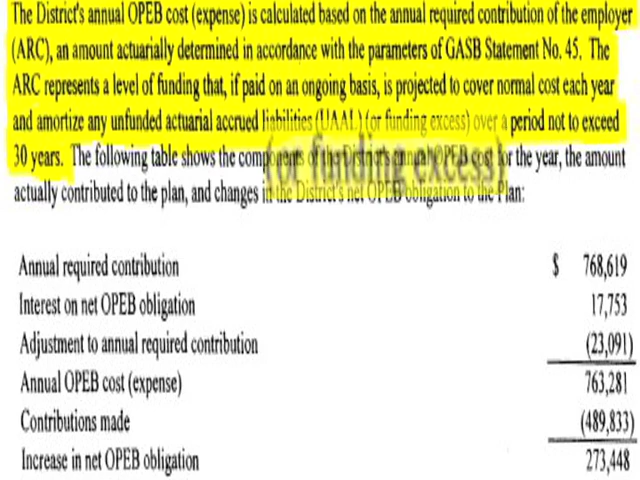 The District's annual OPEB cost (expense) is calculated based on the annual required contribution of the employer
(ARC), an amount actuarially determined in accordance with the parameters of GASB Statement No. 45. The
ARC represents a level of funding that, if paid on an ongoing basis, is projected to cover normal cost each year
and amortize any unfunded actuarial accrued liabilities (UAAL) (or funding excess) over a period not to exceed
30 years. The following table shows the components of the District's annual OPEB cost for the year, the amount
(or funding excess)
actually contributed to the plan, and changes in the District's net OPEB obligation to the Plan:
Annual required contribution $ 768,619
Interest on net OPEB obligation 17,753
Adjustment to annual required contribution (23,091)
Annual OPEB cost (expense) 763,281
Contributions made (489,833)
Increase in net OPEB obligation 273,448